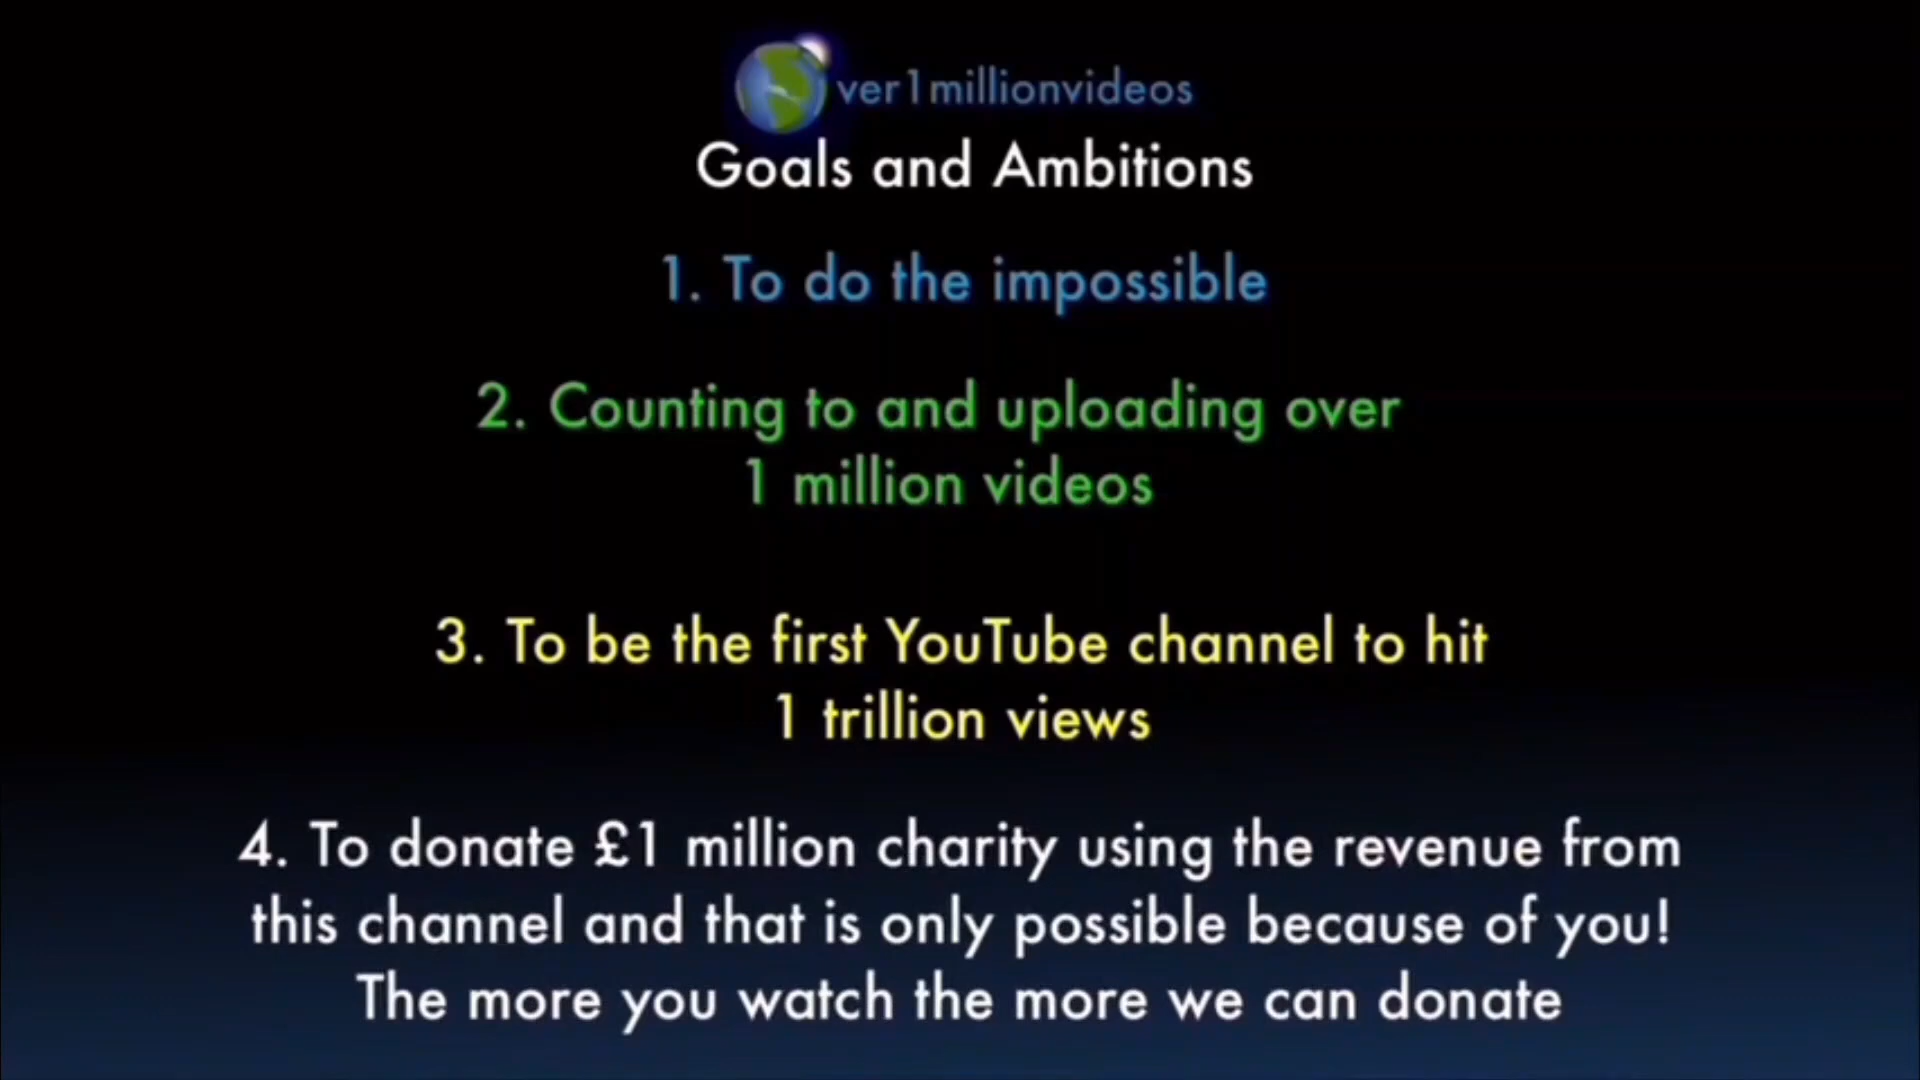 ver1millionvideos
Goals and Ambitions
1. To do the impossible
2. Counting to and uploading over
1 million videos
3. To be the first YouTube channel to hit
1 trillion views
4. To donate £1 million charity using the revenue from
this channel and that is only possible because of you!
The more you watch the more we can donate